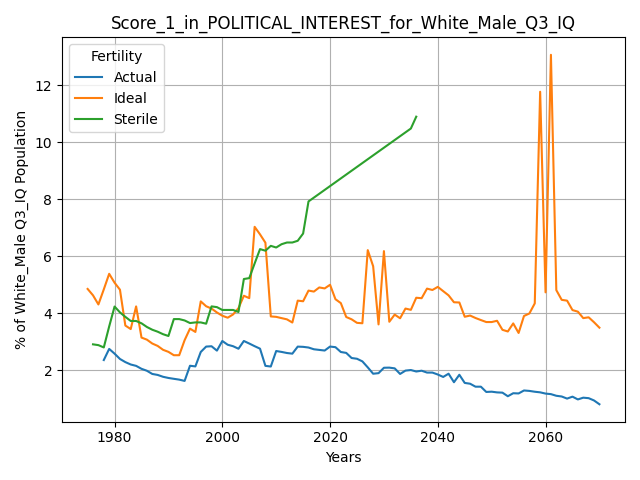 Score_1_in_POLITICAL_INTEREST_for_White_Male_Q3_IQ
Fertility
Actual
Ideal
Sterile
% of White_Male Q3_IQ Population
12
10
8
6
4
2
1980
2000
2020
2040
2060
Years